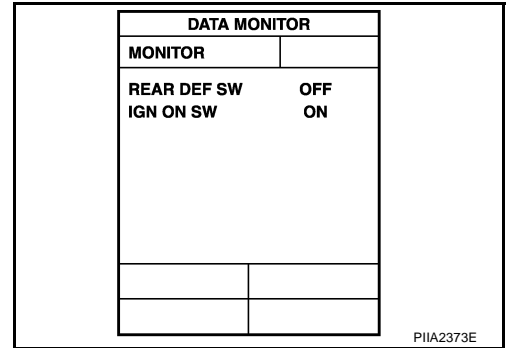 DATA MONITOR
MONITOR
REAR DEF SW OFF
IGN ON SW ON
PIIA2373E